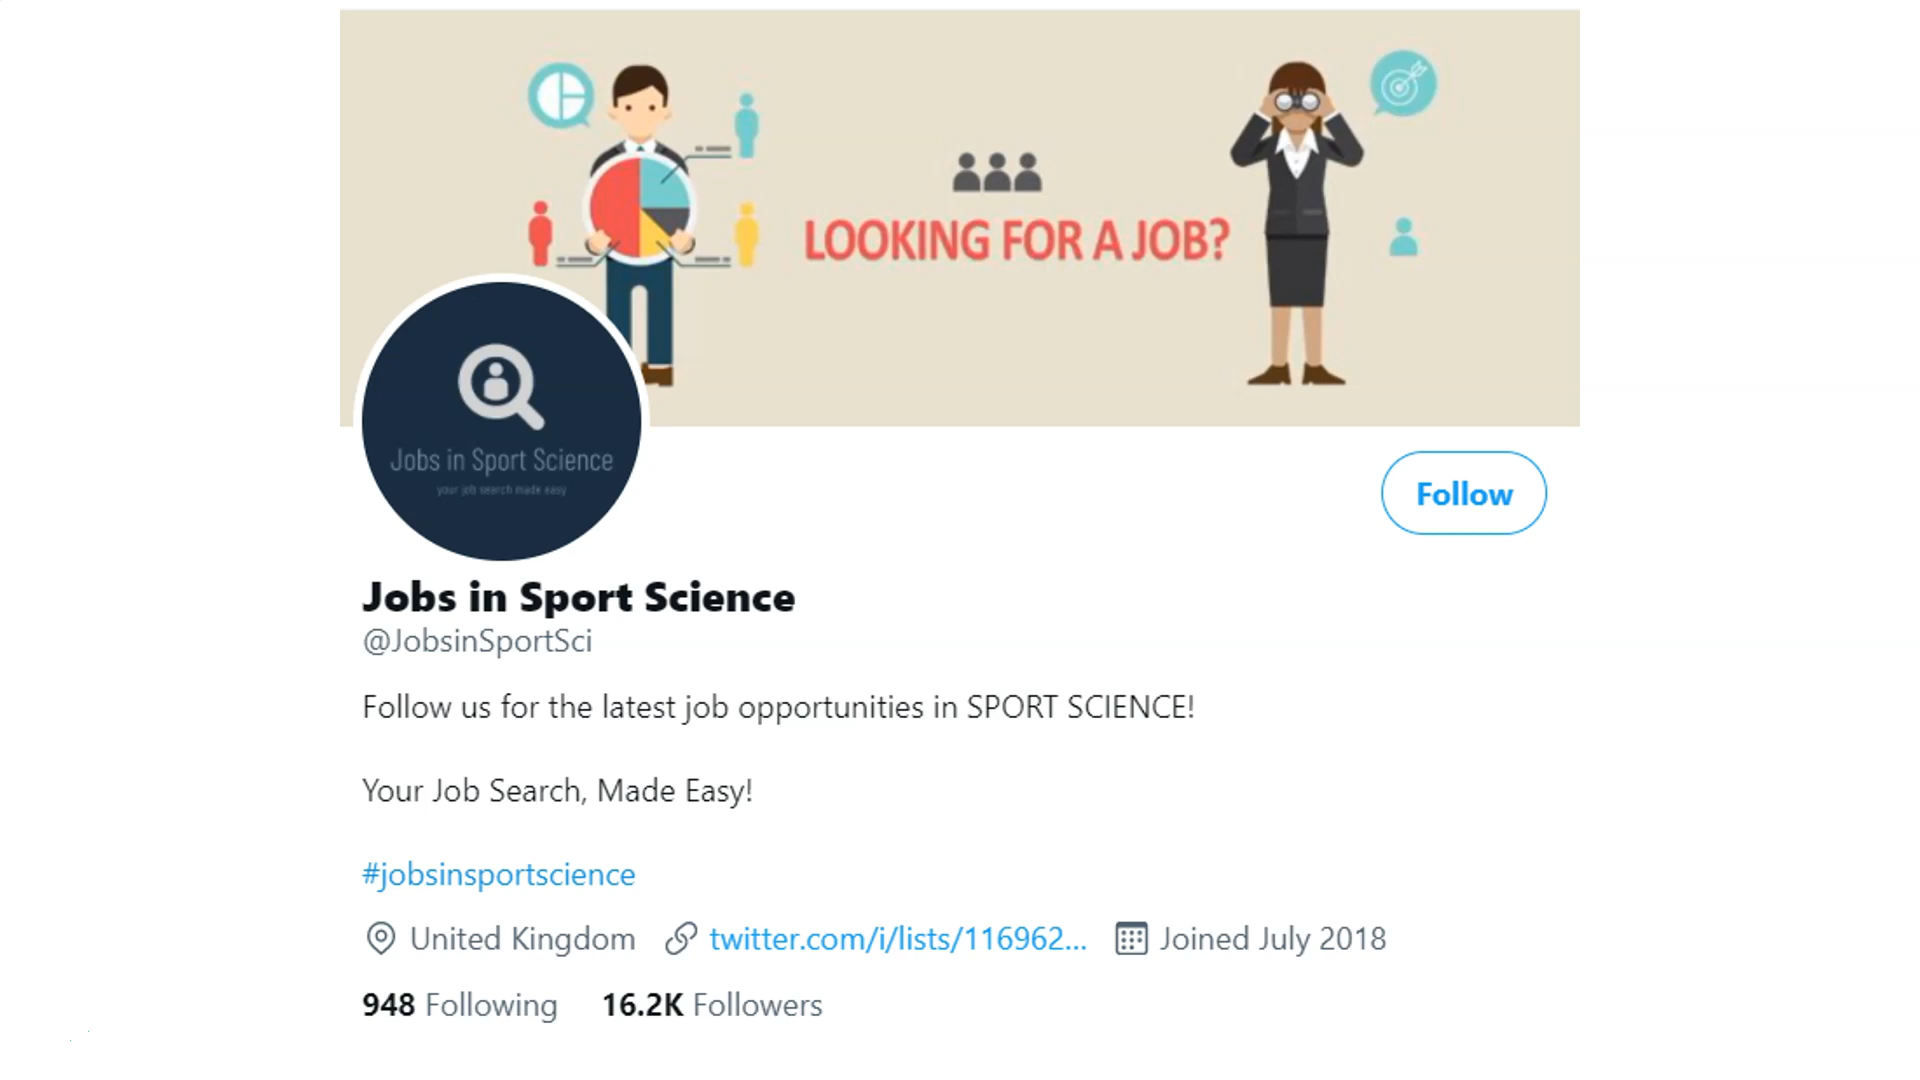 LOOKING FOR A JOB?
Jobs in Sport Science
your job search made easy
Follow
Jobs in Sport Science
@JobsinSportSci
Follow us for the latest job opportunities in SPORT SCIENCE!
Your Job Search, Made Easy!
#jobsinsportscience
United Kingdom twitter.com/i/lists/116962... Joined July 2018
948 Following 16.2K Followers